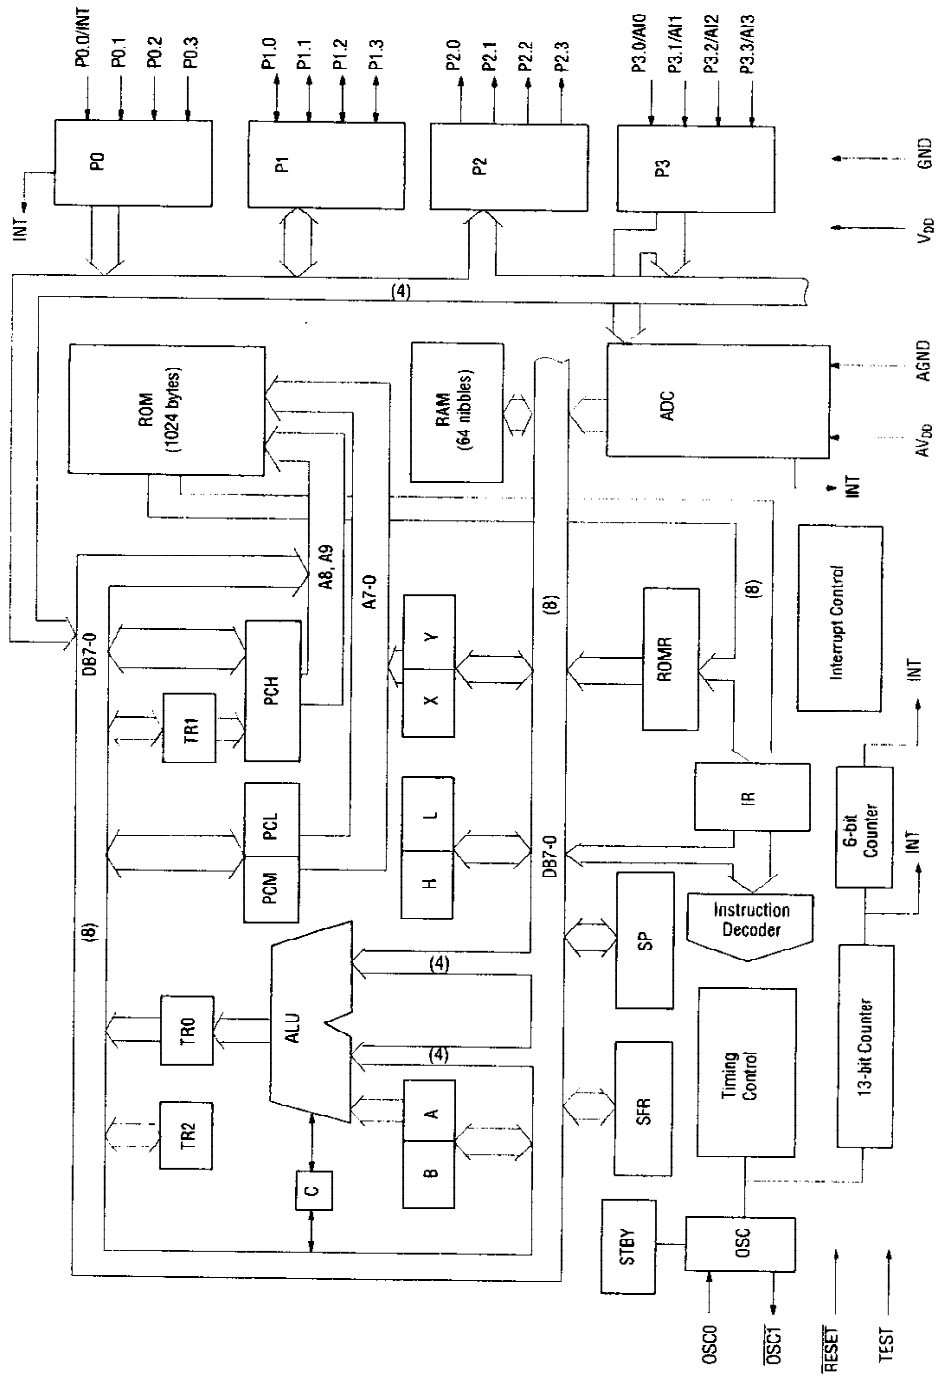 P0.0/INT
P0.1
P0.2
P0.3
P1.0
P1.1
P1.2
P1.3
P2.0
P2.1
P2.2
P2.3
P3.0/AI0
P3.1/AI1
P3.2/AI2
P3.3/AI3
P0
P1
P2
P3
INT
GND
VDD
(4)
ROM
(1024 bytes)
RAM
(64 nibbles)
ADC
AGND
AVDD
INT
A8, A9
A7-0
(8)
(8)
DB7-0
TR1
PCH
X
Y
ROMR
Interrupt Control
PCM
PCL
H
L
DB7-0
IR
6-bit
Counter
INT
INT
(8)
TR0
ALU
(4)
(4)
SP
Instruction
Decoder
TR2
C
B
A
SFR
Timing
Control
13-bit Counter
STBY
OSC
OSC0
OSC1
RESET
TEST